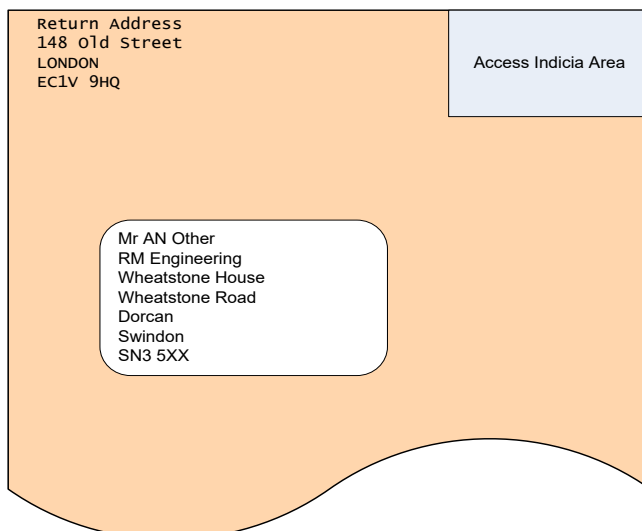 Return Address
148 Old Street
LONDON
EC1V 9HQ
Access Indicia Area
Mr AN Other
RM Engineering
Wheatstone House
Wheatstone Road
Dorcan
Swindon
SN3 5XX